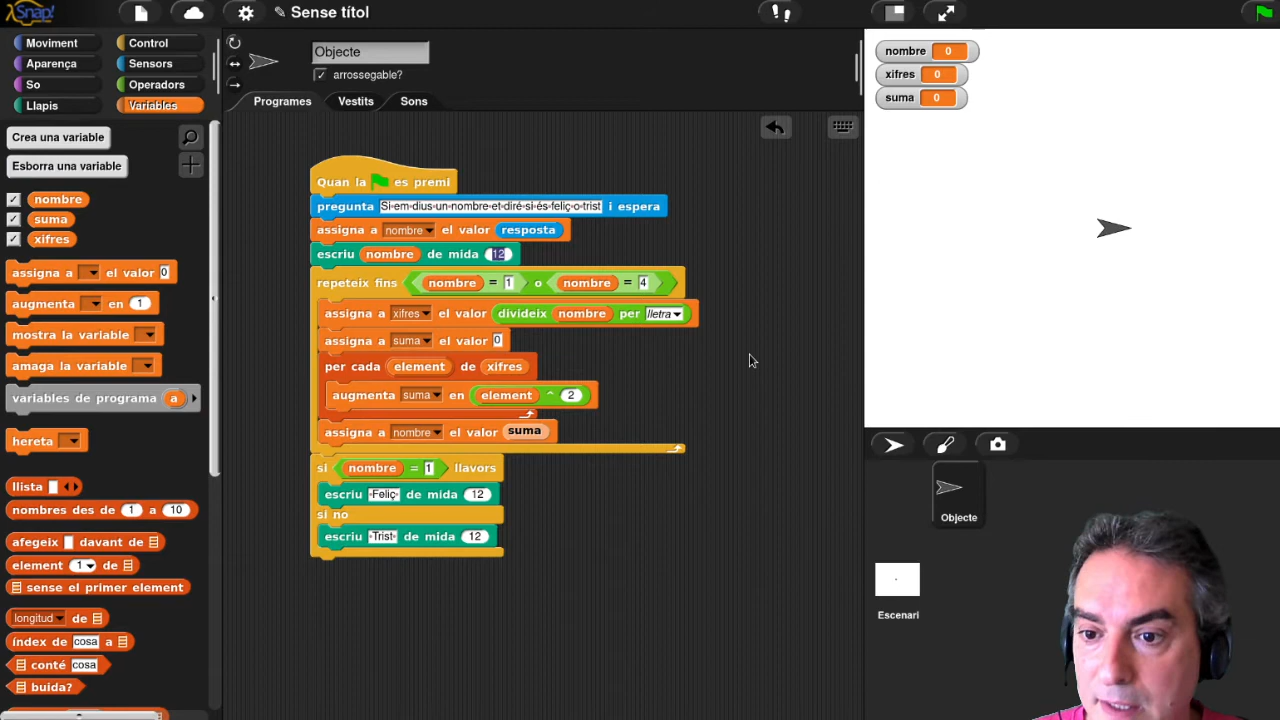 Snap!
Sense títol
Moviment
Control
Aparença
Sensors
So
Operadors
Llapis
Variables
Crea una variable
Esborra una variable
nombre
suma
xifres
assigna a el valor 0
augmenta en 1
mostra la variable
amaga la variable
variables de programa a
hereta
llista
nombres des de 1 a 10
afegeix davant de
element 1 de
sense el primer element
longitud de
índex de cosa a
conté cosa
buida?
Objecte
arrossegable?
Programes
Vestits
Sons
Quan la es premi
pregunta Si·em·dius·un·nombre·et·diré·si·és·feliç·o·trist i espera
assigna a nombre el valor resposta
escriu nombre de mida 12
repeteix fins nombre = 1 o nombre = 4
assigna a xifres el valor divideix nombre per lletra
assigna a suma el valor 0
per cada element de xifres
augmenta suma en element ^ 2
assigna a nombre el valor suma
si nombre = 1 llavors
escriu ·Feliç· de mida 12
si no
escriu ·Trist· de mida 12
nombre 0
xifres 0
suma 0
Objecte
Escenari